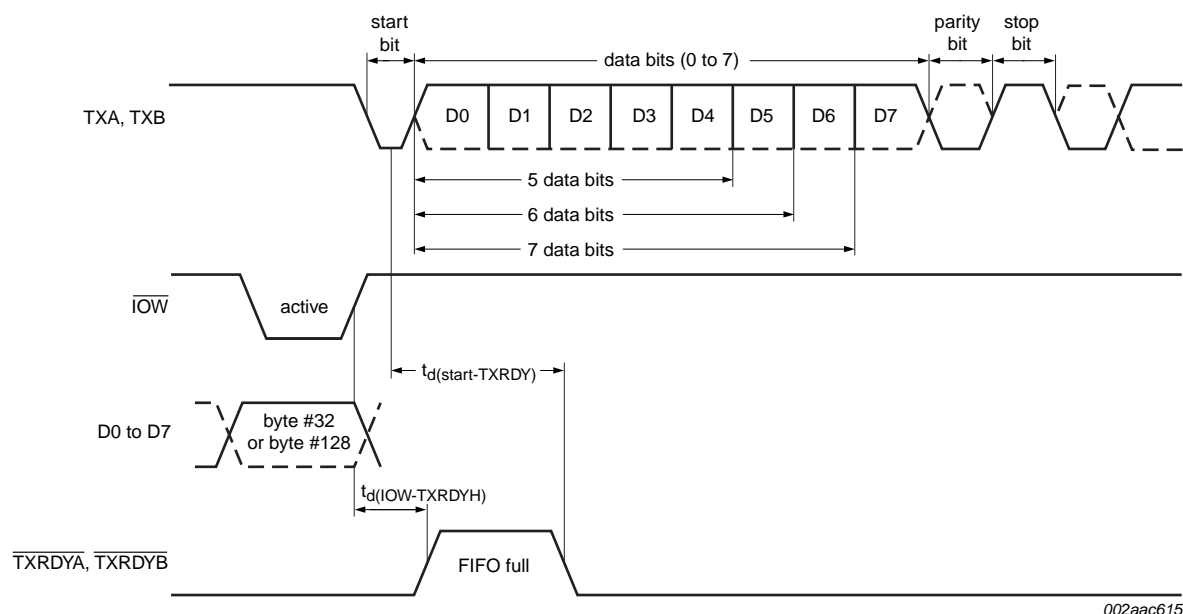 start
bit
data bits (0 to 7)
parity
bit
stop
bit
TXA, TXB
D0
D1
D2
D3
D4
D5
D6
D7
5 data bits
6 data bits
7 data bits
IOW
active
td(start-TXRDY)
D0 to D7
byte #32
or byte #128
td(IOW-TXRDYH)
TXRDYA, TXRDYB
FIFO full
002aac615